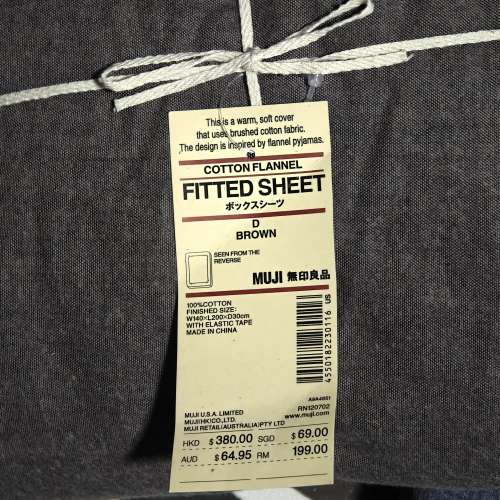 This is a warm, soft cover
that uses brushed cotton fabric.
The design is inspired by flannel pyjamas.
COTTON FLANNEL
FITTED SHEET
ボックスシーツ
D
BROWN
SEEN FROM THE
REVERSE
MUJI 無印良品
100%COTTON
FINISHED SIZE:
W140×L200×D30cm
WITH ELASTIC TAPE
MADE IN CHINA
4550182230116 US
A9A4651
MUJI U.S.A. LIMITED RN120702
MUJI(HK)CO.,LTD. www.muji.com
MUJI RETAIL(AUSTRALIA)PTY LTD
HKD $ 380.00 SGD $ 69.00
AUD $ 64.95 RM 199.00